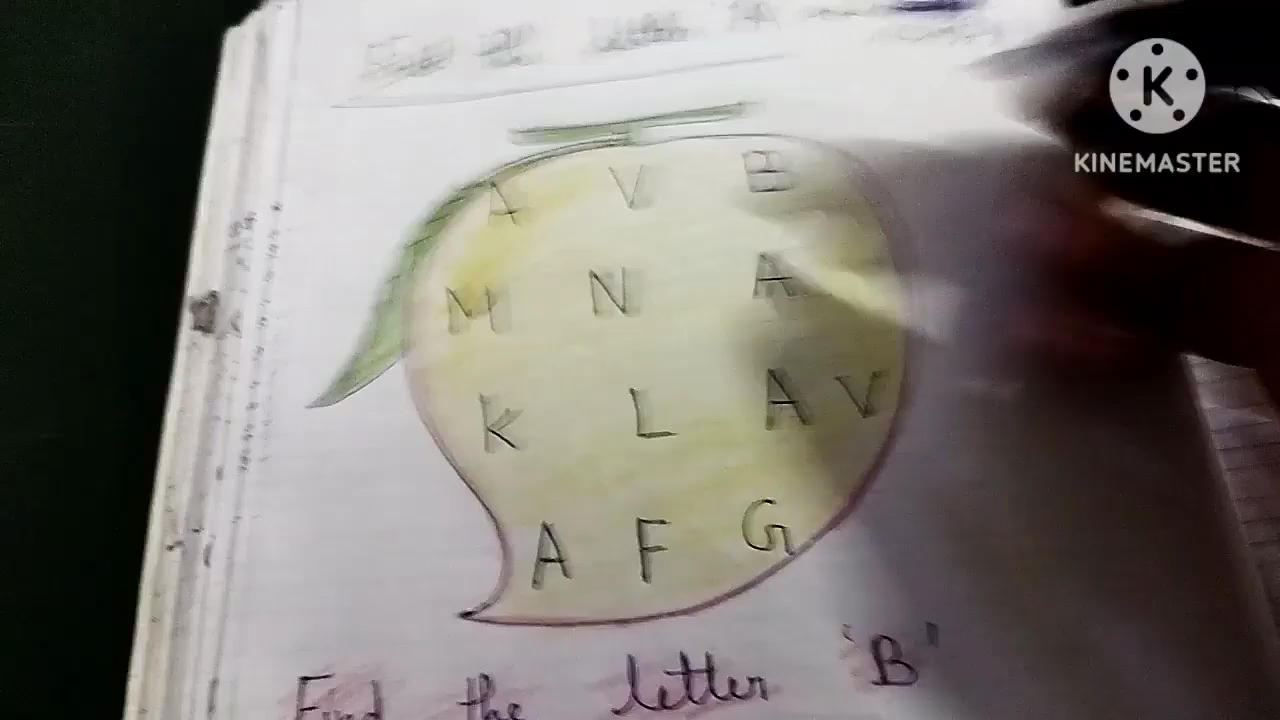 KINEMASTER
A V B
M N A
K L A V
A F G
Find the letter 'B'